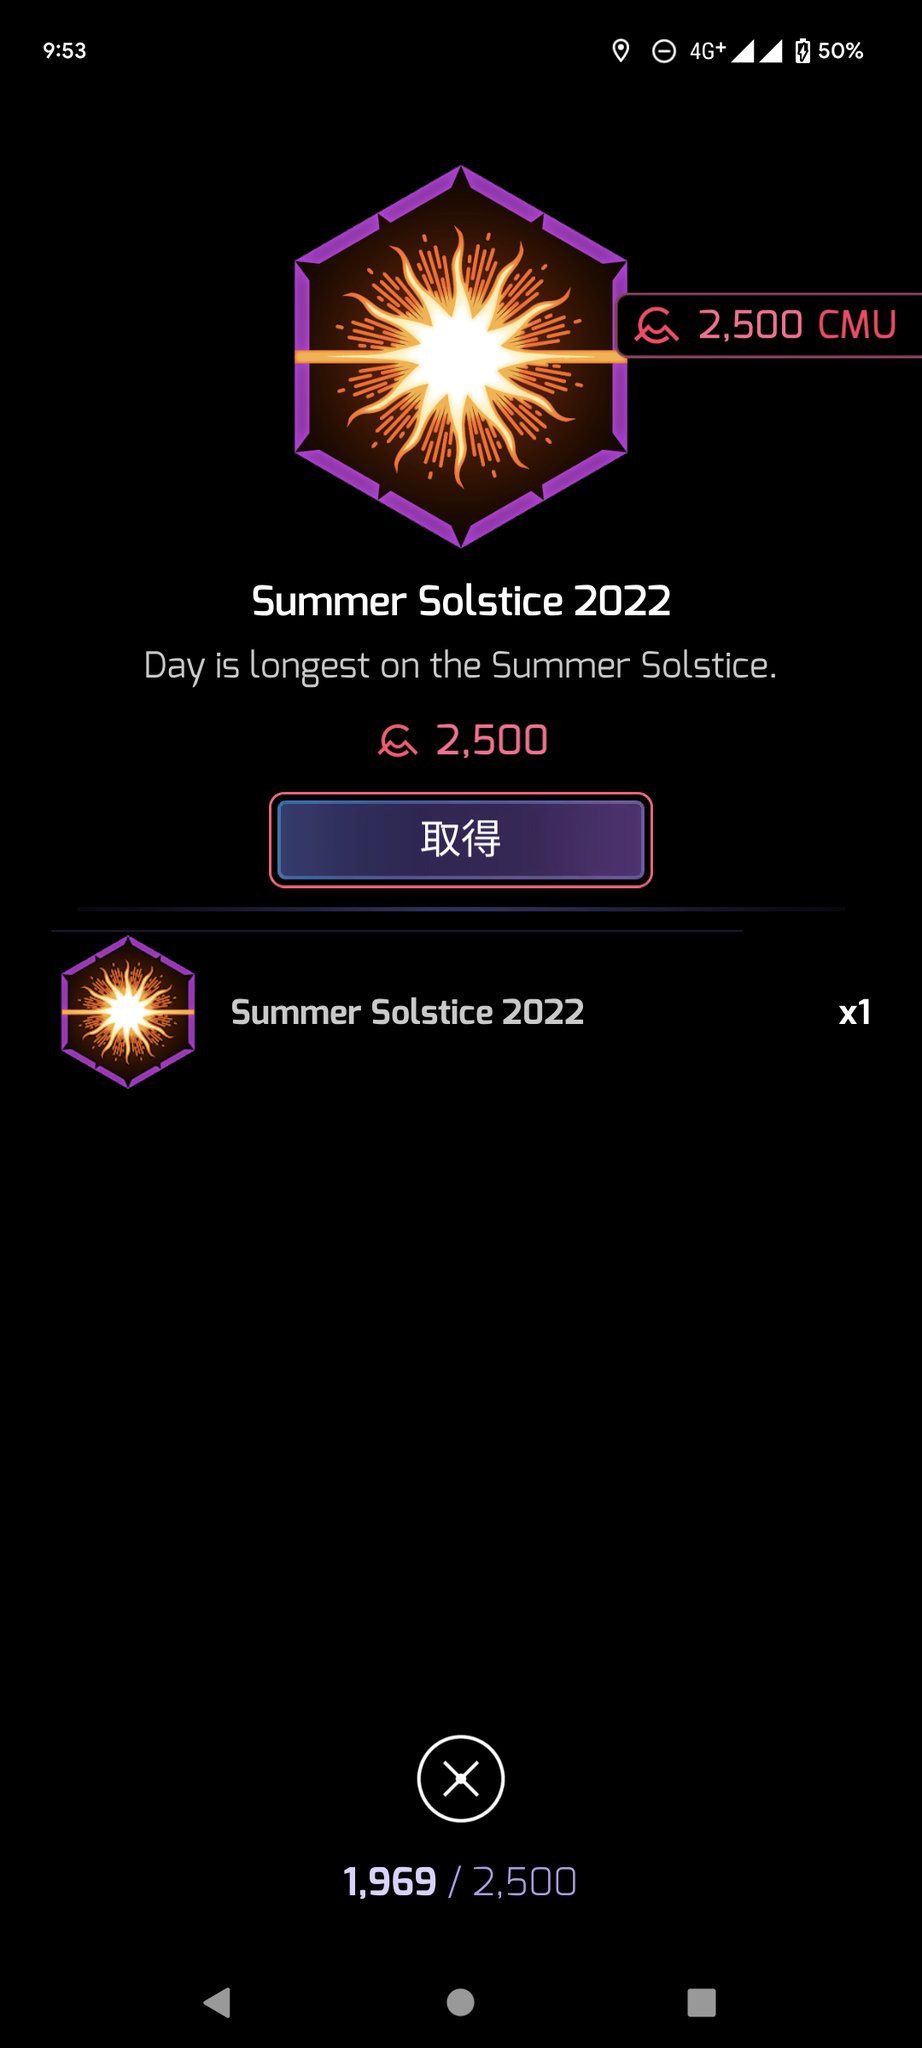 9:53
4G+
50%
2,500 CMU
Summer Solstice 2022
Day is longest on the Summer Solstice.
2,500
取得
Summer Solstice 2022
x1
1,969 / 2,500